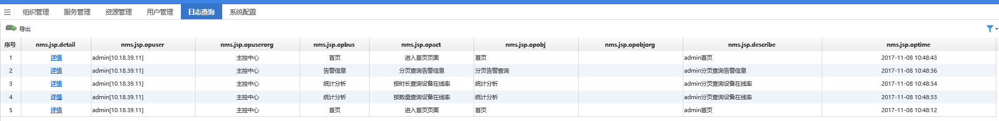 组织管理 服务管理 资源管理 用户管理 日志查询 系统配置
导出
序号 nms.jsp.detail nms.jsp.opuser nms.jsp.opuserorg nms.jsp.opbus nms.jsp.opact nms.jsp.opobj nms.jsp.opobjorg nms.jsp.describe nms.jsp.optime
1 详情 admin[10.18.39.11] 主控中心 首页 进入首页页面 首页 admin首页 2017-11-08 10:48:43
2 详情 admin[10.18.39.11] 主控中心 告警信息 分页查询告警信息 分页告警查询 admin分页查询告警信息 2017-11-08 10:48:36
3 详情 admin[10.18.39.11] 主控中心 统计分析 按时长查询设备在线率 统计分析 admin分页查询设备在线率 2017-11-08 10:48:34
4 详情 admin[10.18.39.11] 主控中心 统计分析 按数量查询设备在线率 统计分析 admin分页查询设备在线率 2017-11-08 10:48:33
5 详情 admin[10.18.39.11] 主控中心 首页 进入首页页面 首页 admin首页 2017-11-08 10:48:12